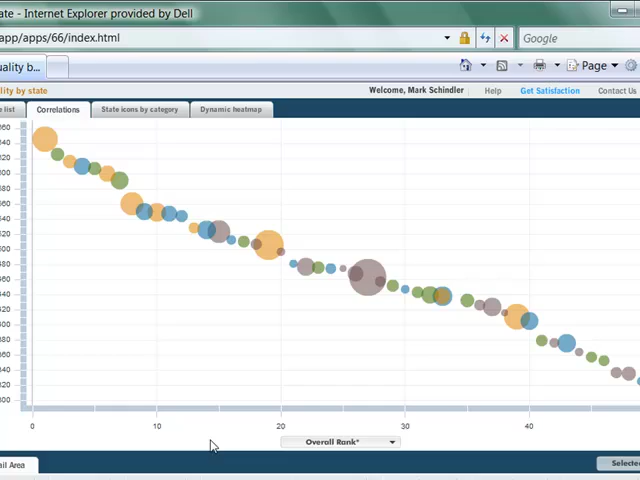 ate - Internet Explorer provided by Dell
app/apps/66/index.html
Google
uality b...
Page
uality by state
Welcome, Mark Schindler
Help
Get Satisfaction
Contact Us
e list
Correlations
State icons by category
Dynamic heatmap
0
10
20
30
40
Overall Rank*
ail Area
Selected